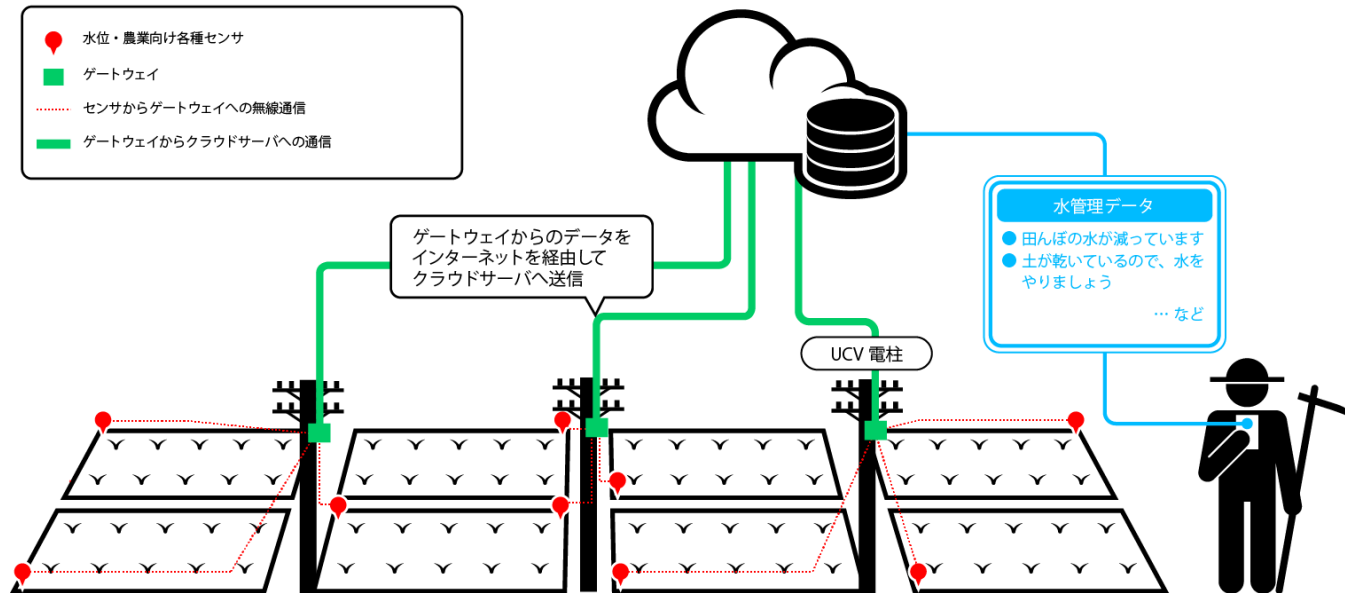 水位・農業向け各種センサ
ゲートウェイ
センサからゲートウェイへの無線通信
ゲートウェイからクラウドサーバへの通信
ゲートウェイからのデータを
インターネットを経由して
クラウドサーバへ送信
UCV 電柱
水管理データ
● 田んぼの水が減っています
● 土が乾いているので、水を
やりましょう
… など